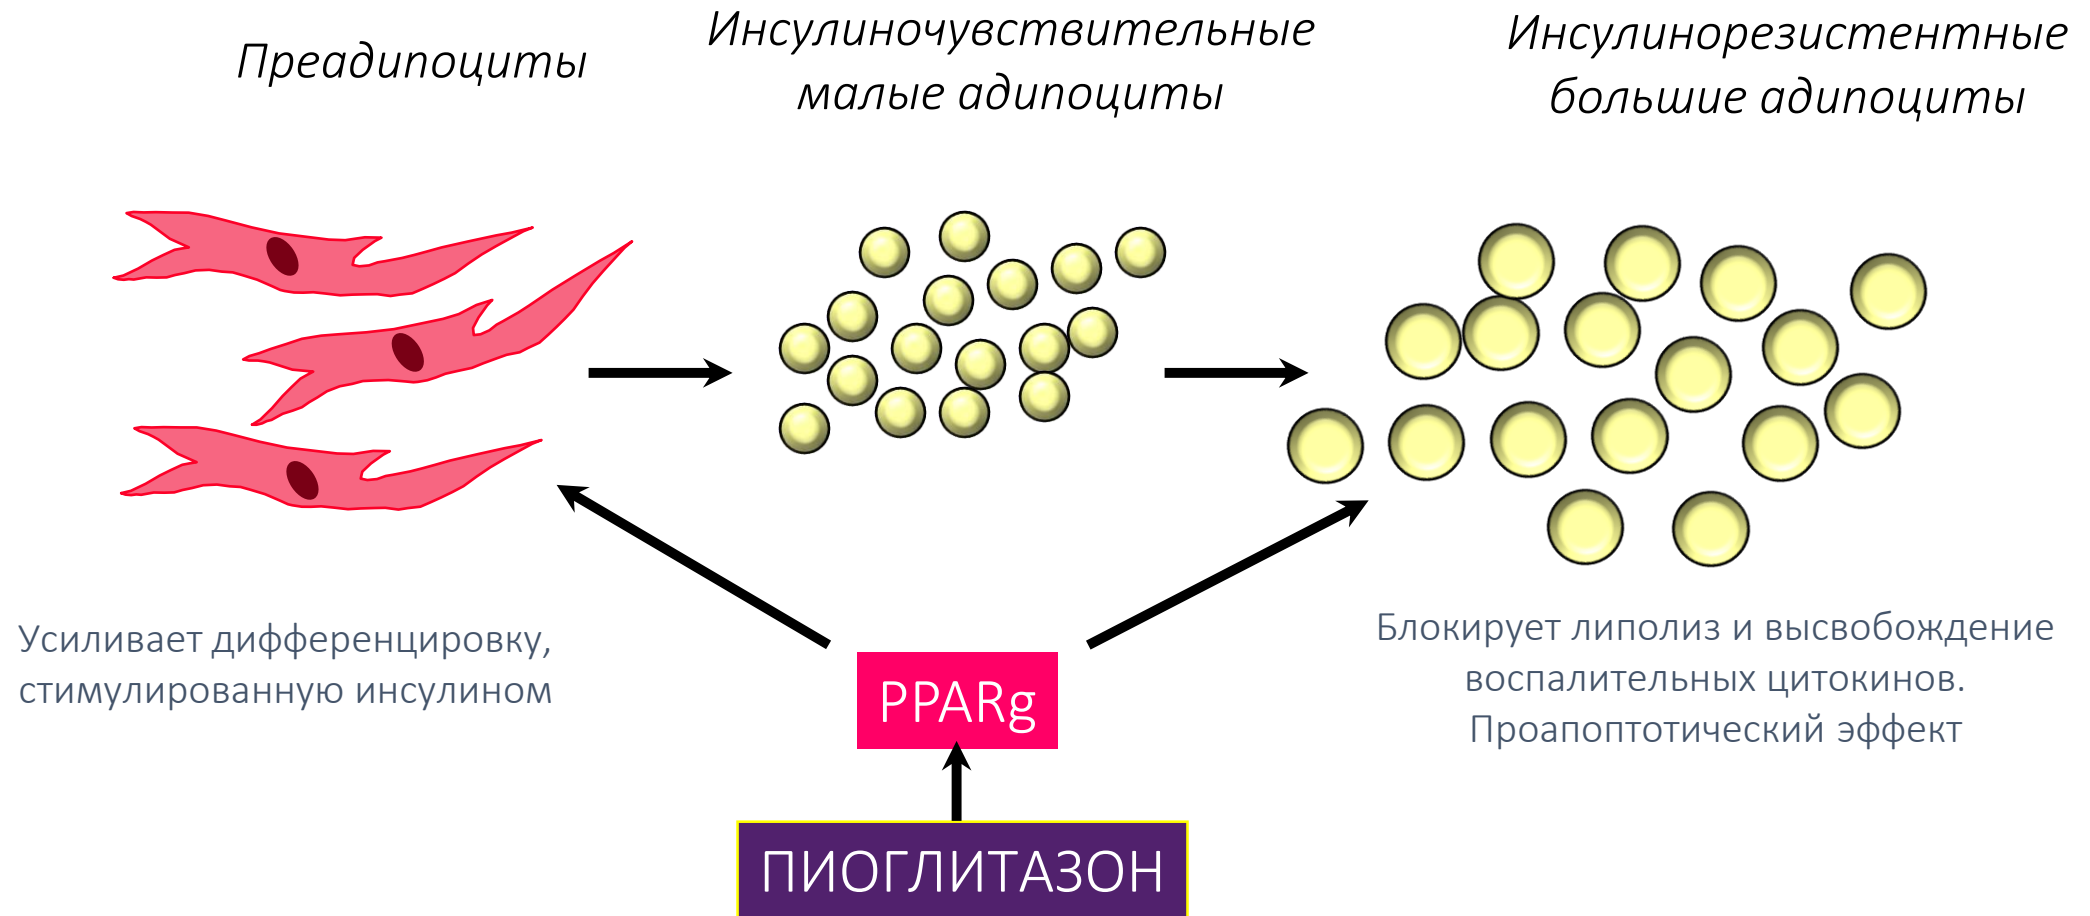 Преадипоциты
Инсулиночувствительные
малые адипоциты
Инсулинорезистентные
большие адипоциты
Усиливает дифференцировку,
стимулированную инсулином
Блокирует липолиз и высвобождение
воспалительных цитокинов.
Проапоптотический эффект
PPARg
ПИОГЛИТАЗОН